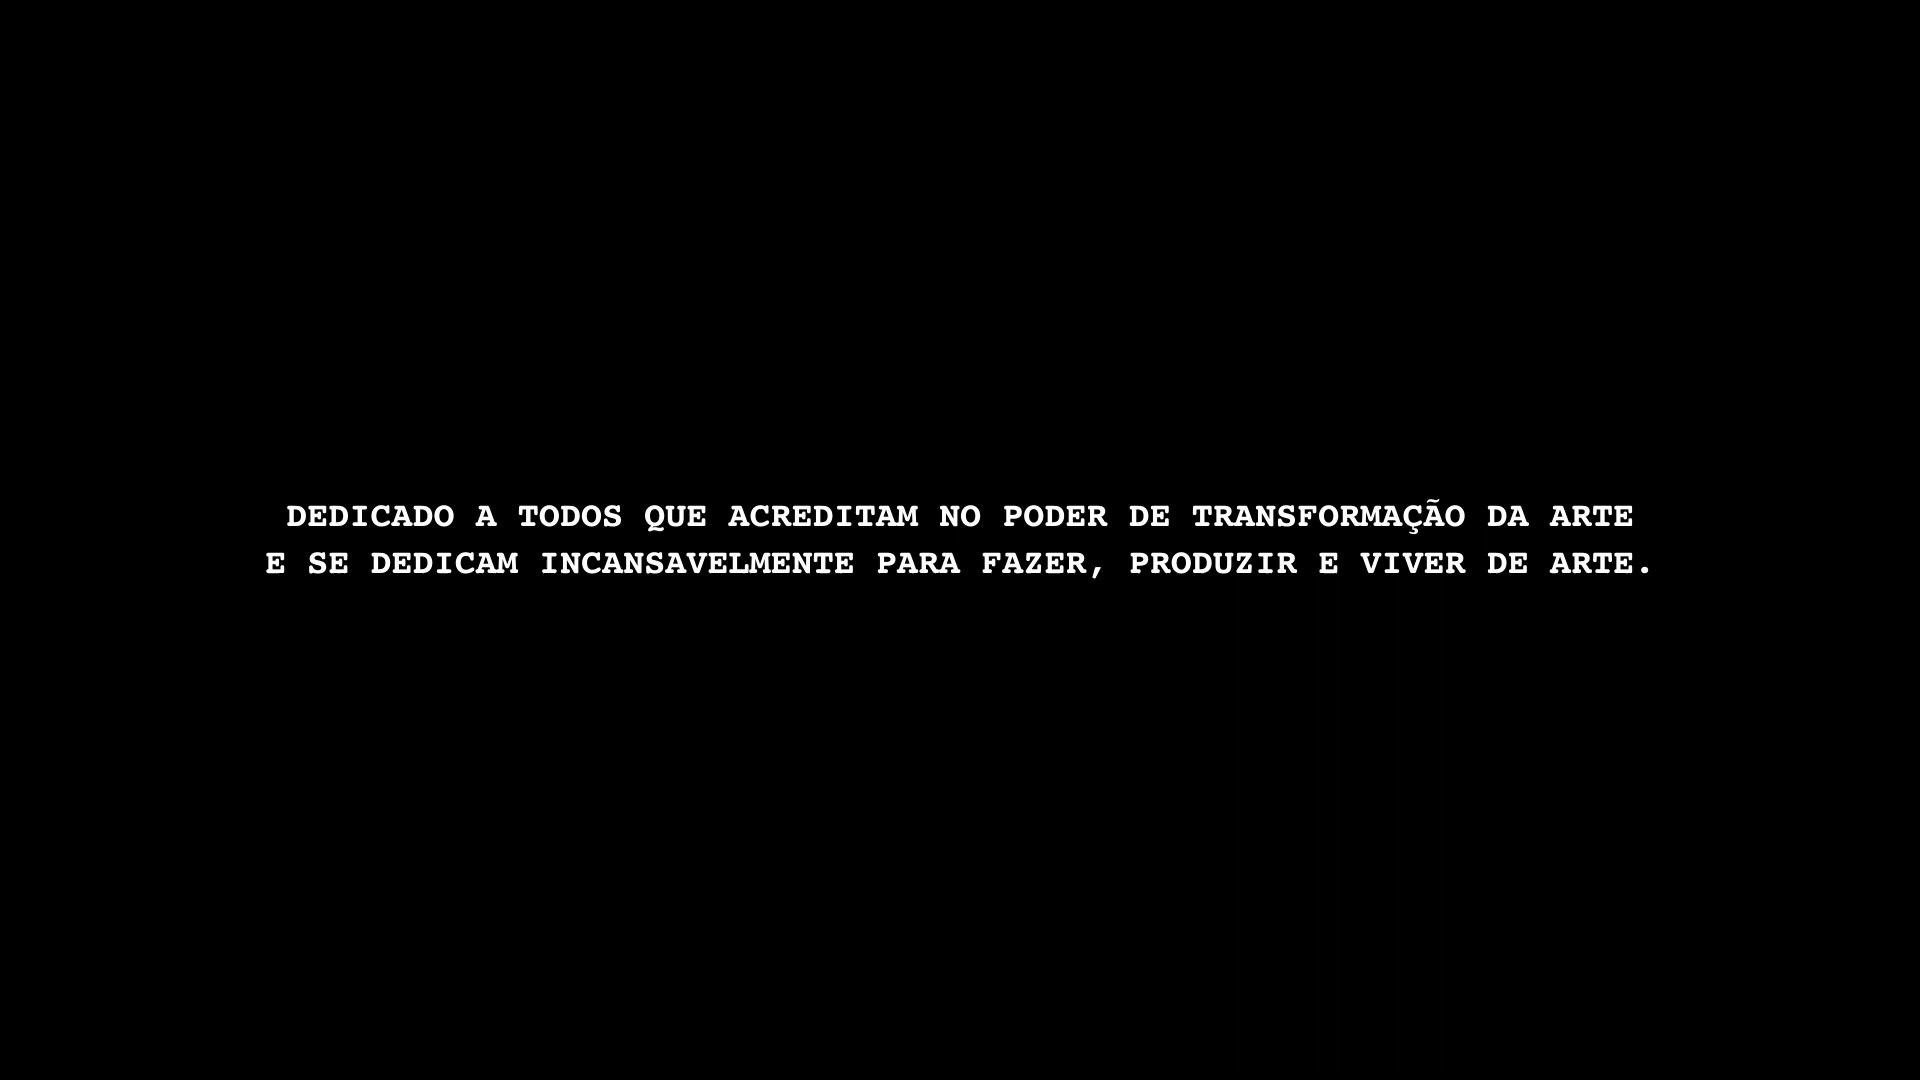 DEDICADO A TODOS QUE ACREDITAM NO PODER DE TRANSFORMAÇÃO DA ARTE
E SE DEDICAM INCANSAVELMENTE PARA FAZER, PRODUZIR E VIVER DE ARTE.